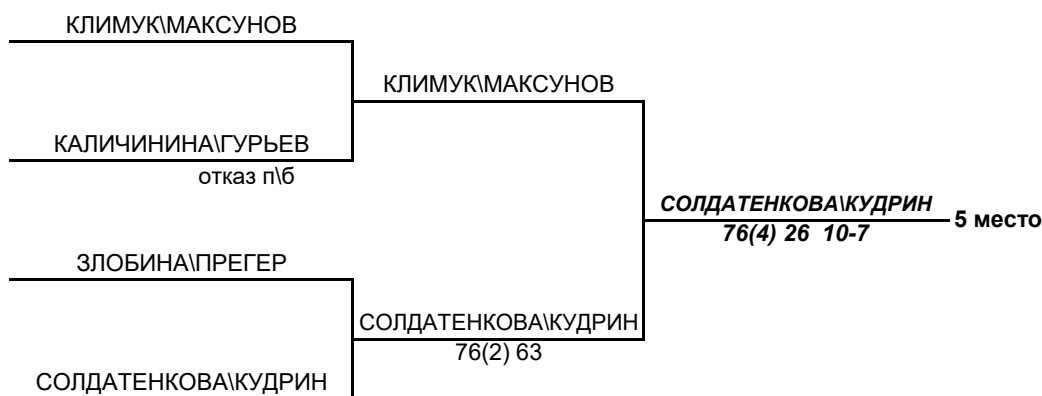 КЛИМУК\МАКСУНОВ
КЛИМУК\МАКСУНОВ
КАЛИЧИНИНА\ГУРЬЕВ
отказ п\б
СОЛДАТЕНКОВА\КУДРИН
5 место
76(4) 26 10-7
ЗЛОБИНА\ПРЕГЕР
СОЛДАТЕНКОВА\КУДРИН
76(2) 63
СОЛДАТЕНКОВА\КУДРИН